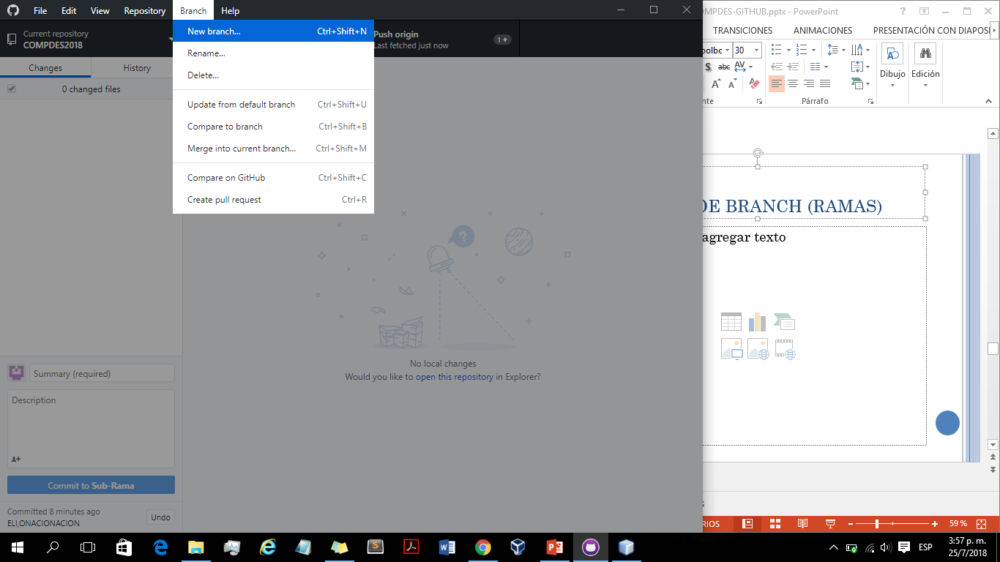 File Edit View Repository Branch Help
Current repository
COMPDES2018
Push origin
Last fetched just now
1
Changes History
0 changed files
New branch... Ctrl+Shift+N
Rename...
Delete...
Update from default branch Ctrl+Shift+U
Compare to branch Ctrl+Shift+B
Merge into current branch... Ctrl+Shift+M
Compare on GitHub Ctrl+Shift+C
Create pull request Ctrl+R
No local changes
Would you like to open this repository in Explorer?
Summary (required)
Description
Commit to Sub-Rama
Committed 8 minutes ago
ELI,ONACIONACION
Undo
COMPDES-GITHUB.pptx - PowerPoint
TRANSICIONES ANIMACIONES PRESENTACIÓN CON DIAPOSI
30
S abc AV
A A
Dibujo Edición
Párrafo
DE BRANCH (RAMAS)
agregar texto
59 %
ESP
3:57 p. m.
25/7/2018